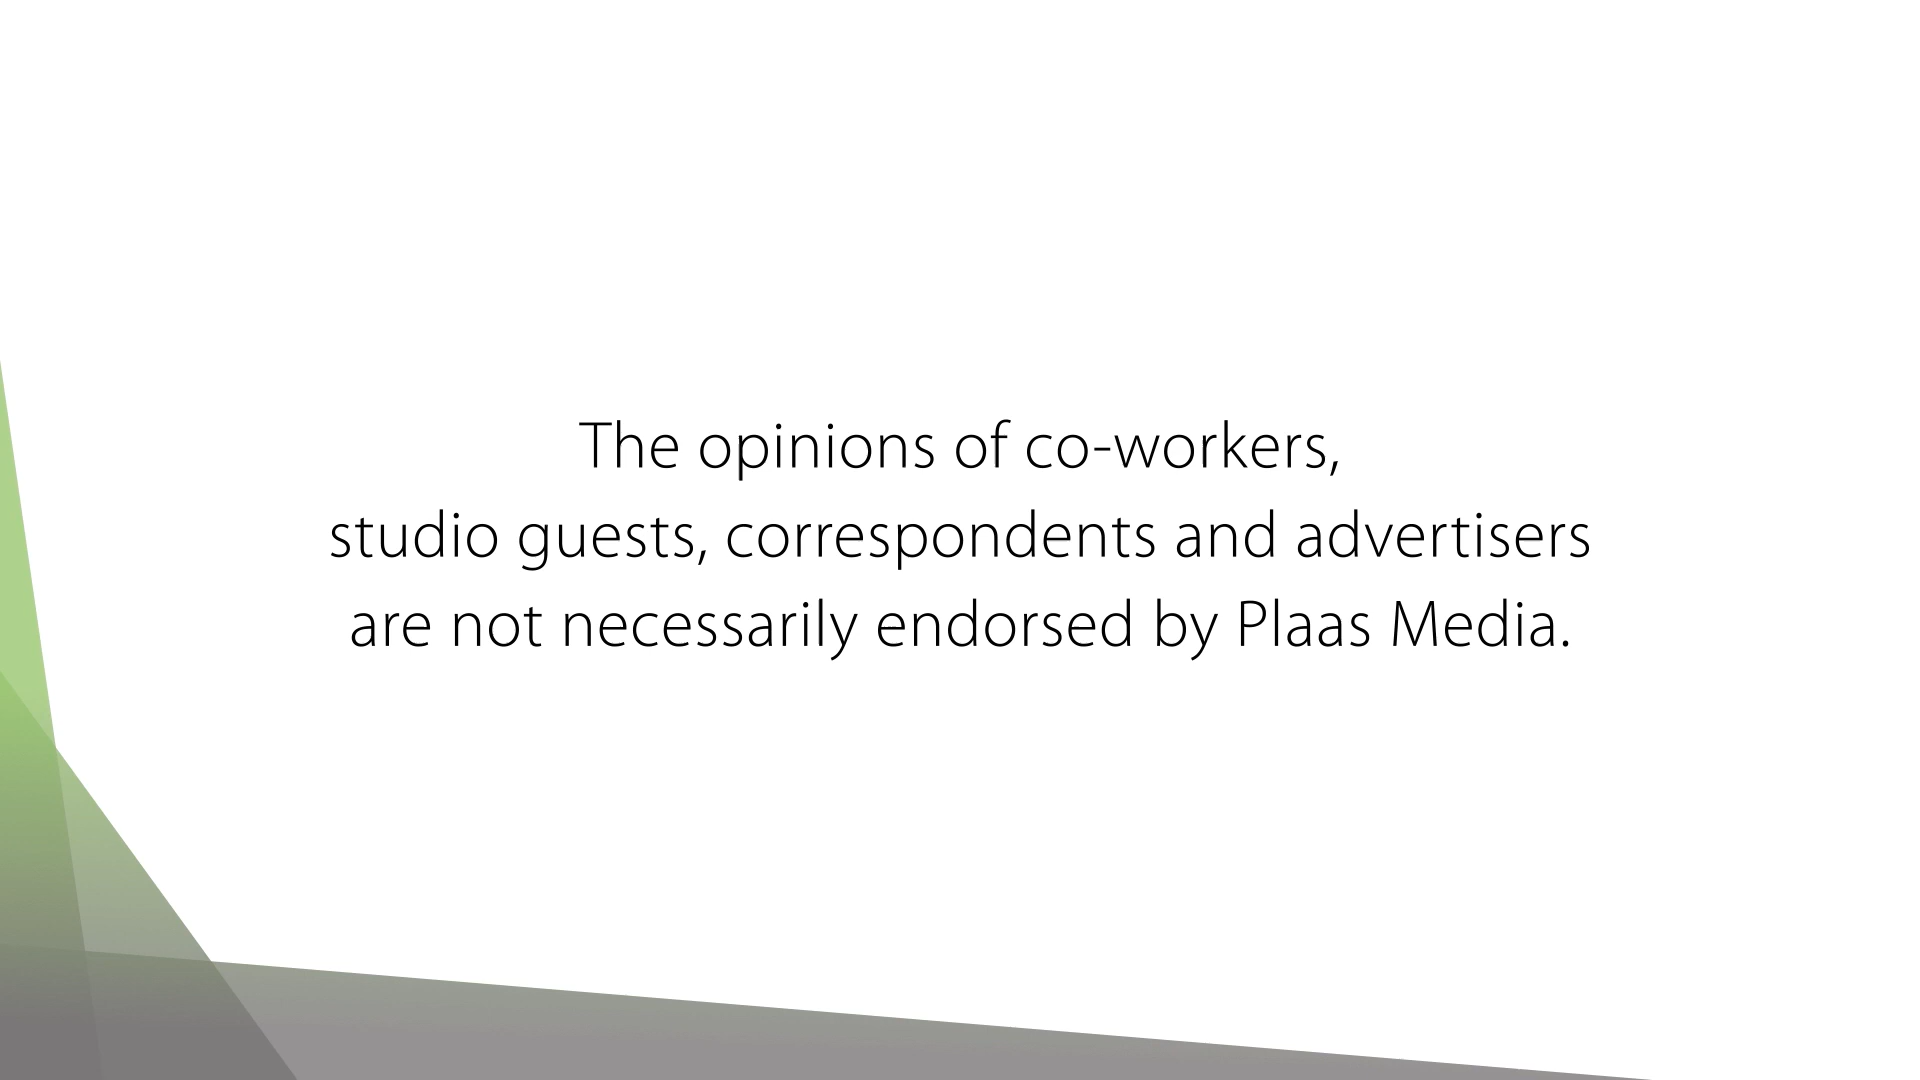 The opinions of co-workers,
studio guests, correspondents and advertisers
are not necessarily endorsed by Plaas Media.